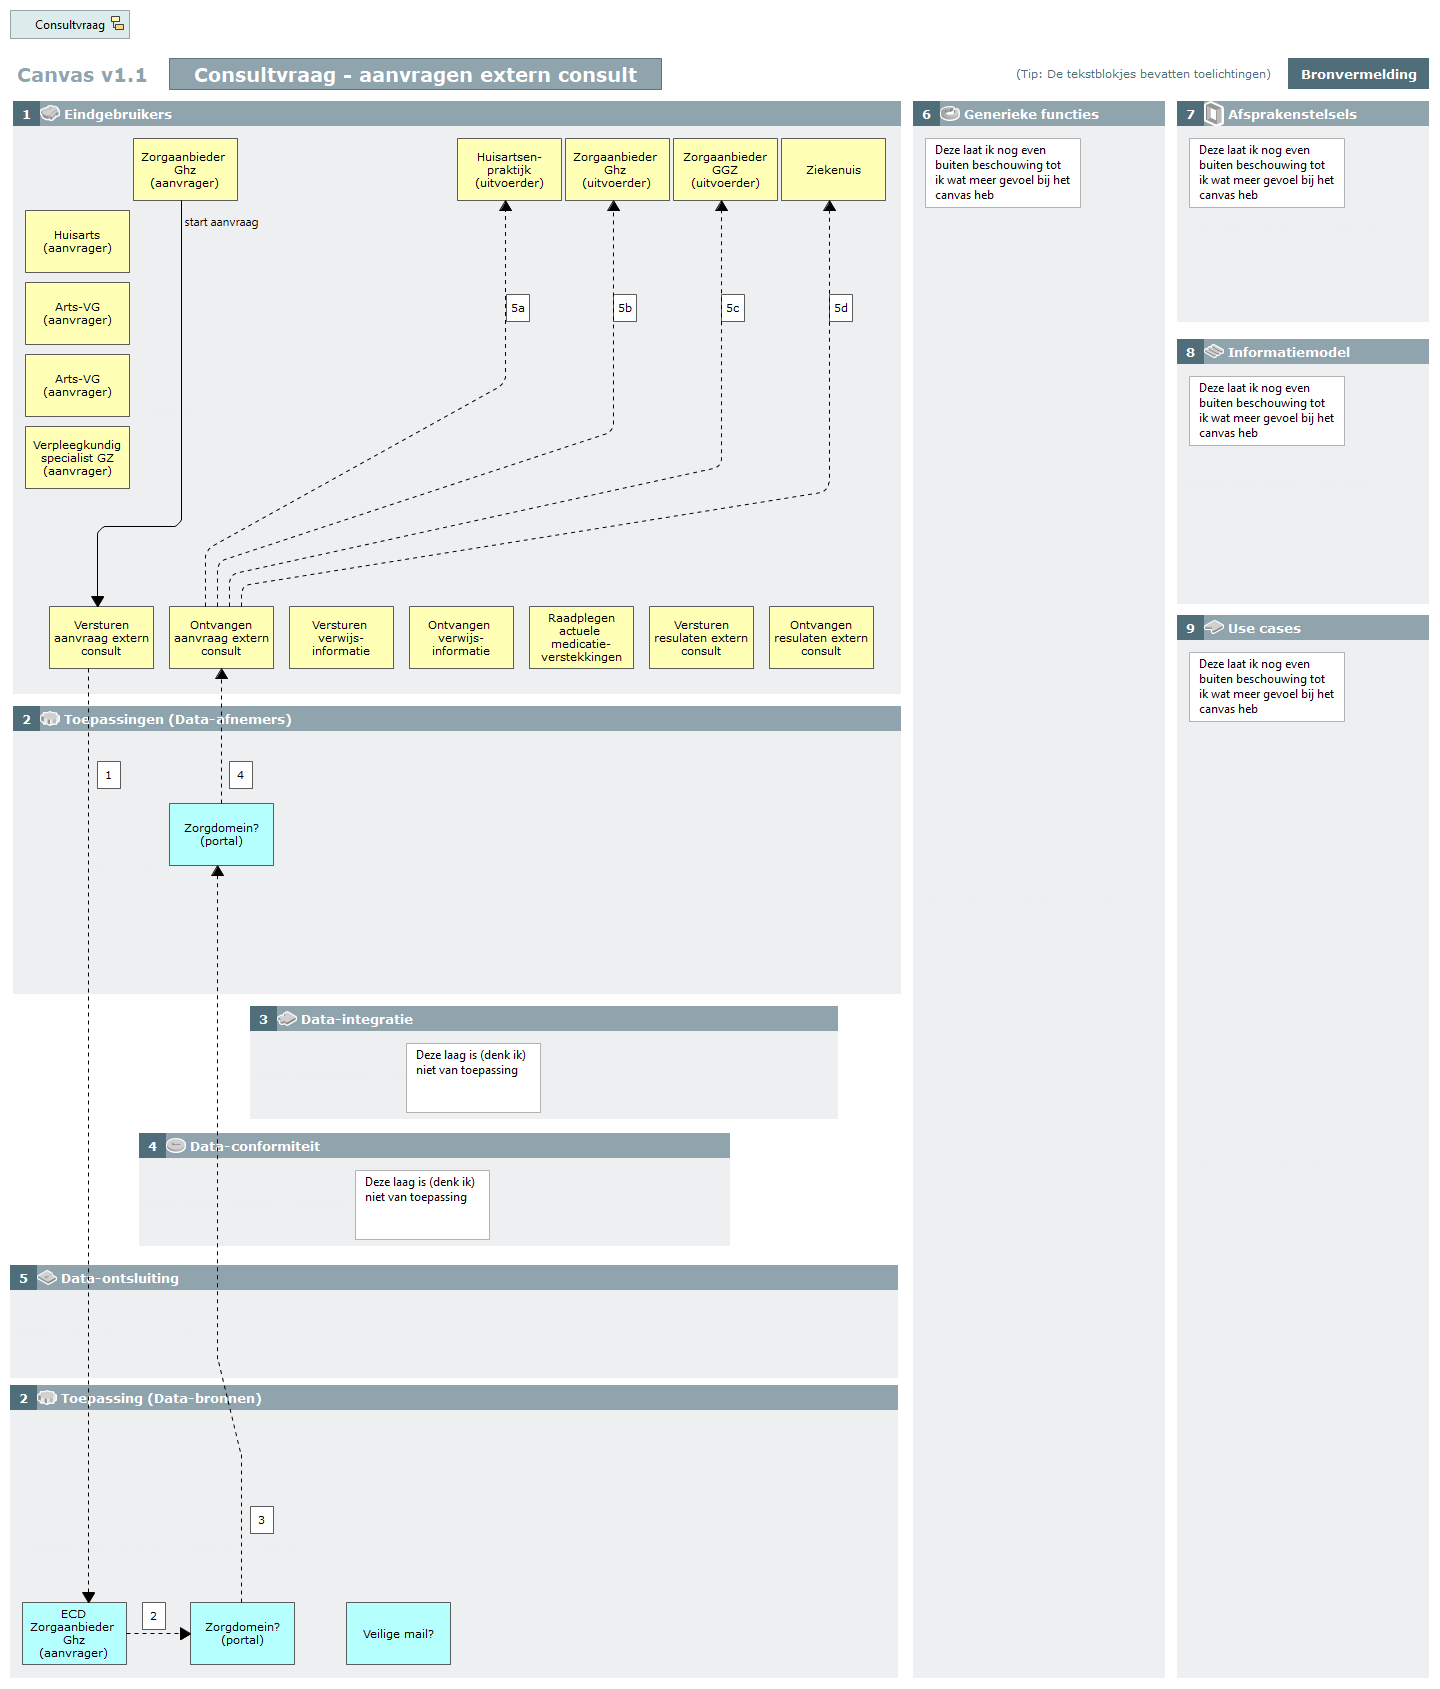 Consultvraag
Canvas v1.1
Consultvraag - aanvragen extern consult
(Tip: De tekstblokjes bevatten toelichtingen)
Bronvermelding
1 Eindgebruikers
Zorgaanbieder
Ghz
(aanvrager)
Huisartsen-
praktijk
(uitvoerder)
Zorgaanbieder
Ghz
(uitvoerder)
Zorgaanbieder
GGZ
(uitvoerder)
Ziekenuis
start aanvraag
Huisarts
(aanvrager)
Arts-VG
(aanvrager)
Arts-VG
(aanvrager)
Verpleegkundig
specialist GZ
(aanvrager)
5a
5b
5c
5d
Versturen
aanvraag extern
consult
Ontvangen
aanvraag extern
consult
Versturen
verwijs-
informatie
Ontvangen
verwijs-
informatie
Raadplegen
actuele
medicatie-
verstekkingen
Versturen
resulaten extern
consult
Ontvangen
resulaten extern
consult
2 Toepassingen (Data-afnemers)
1
4
Zorgdomein?
(portal)
3 Data-integratie
Deze laag is (denk ik)
niet van toepassing
4 Data-conformiteit
Deze laag is (denk ik)
niet van toepassing
5 Data-ontsluiting
2 Toepassing (Data-bronnen)
3
ECD
Zorgaanbieder
Ghz
(aanvrager)
2
Zorgdomein?
(portal)
Veilige mail?
6 Generieke functies
Deze laat ik nog even
buiten beschouwing tot
ik wat meer gevoel bij het
canvas heb
7 Afsprakenstelsels
Deze laat ik nog even
buiten beschouwing tot
ik wat meer gevoel bij het
canvas heb
8 Informatiemodel
Deze laat ik nog even
buiten beschouwing tot
ik wat meer gevoel bij het
canvas heb
9 Use cases
Deze laat ik nog even
buiten beschouwing tot
ik wat meer gevoel bij het
canvas heb